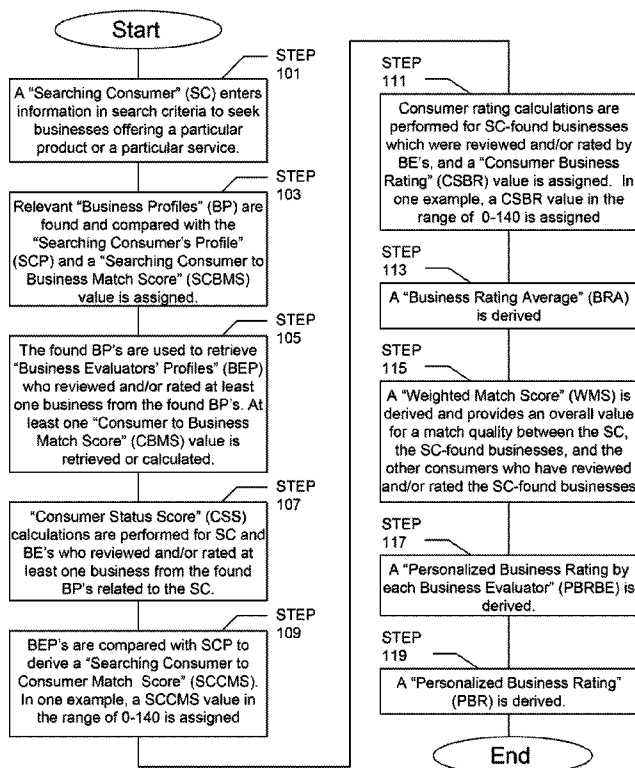 Start
STEP
101
A "Searching Consumer" (SC) enters
information in search criteria to seek
businesses offering a particular
product or a particular service.
STEP
103
Relevant "Business Profiles" (BP) are
found and compared with the
"Searching Consumer's Profile"
(SCP) and a "Searching Consumer to
Business Match Score" (SCBMS)
value is assigned.
STEP
105
The found BP's are used to retrieve
"Business Evaluators' Profiles" (BEP)
who reviewed and/or rated at least
one business from the found BP's. At
least one "Consumer to Business
Match Score" (CBMS) value is
retrieved or calculated.
STEP
107
"Consumer Status Score" (CSS)
calculations are performed for SC and
BE's who reviewed and/or rated at
least one business from the found
BP's related to the SC.
STEP
109
BEP's are compared with SCP to
derive a "Searching Consumer to
Consumer Match Score" (SCCMS).
In one example, a SCCMS value in
the range of 0-140 is assigned
STEP
111
Consumer rating calculations are
performed for SC-found businesses
which were reviewed and/or rated by
BE's, and a "Consumer Business
Rating" (CSBR) value is assigned. In
one example, a CSBR value in the
range of 0-140 is assigned
STEP
113
A "Business Rating Average" (BRA)
is derived
STEP
115
A "Weighted Match Score" (WMS) is
derived and provides an overall value
for a match quality between the SC,
the SC-found businesses, and the
other consumers who have reviewed
and/or rated the SC-found businesses
STEP
117
A "Personalized Business Rating by
each Business Evaluator" (PBRBE) is
derived.
STEP
119
A "Personalized Business Rating"
(PBR) is derived.
End